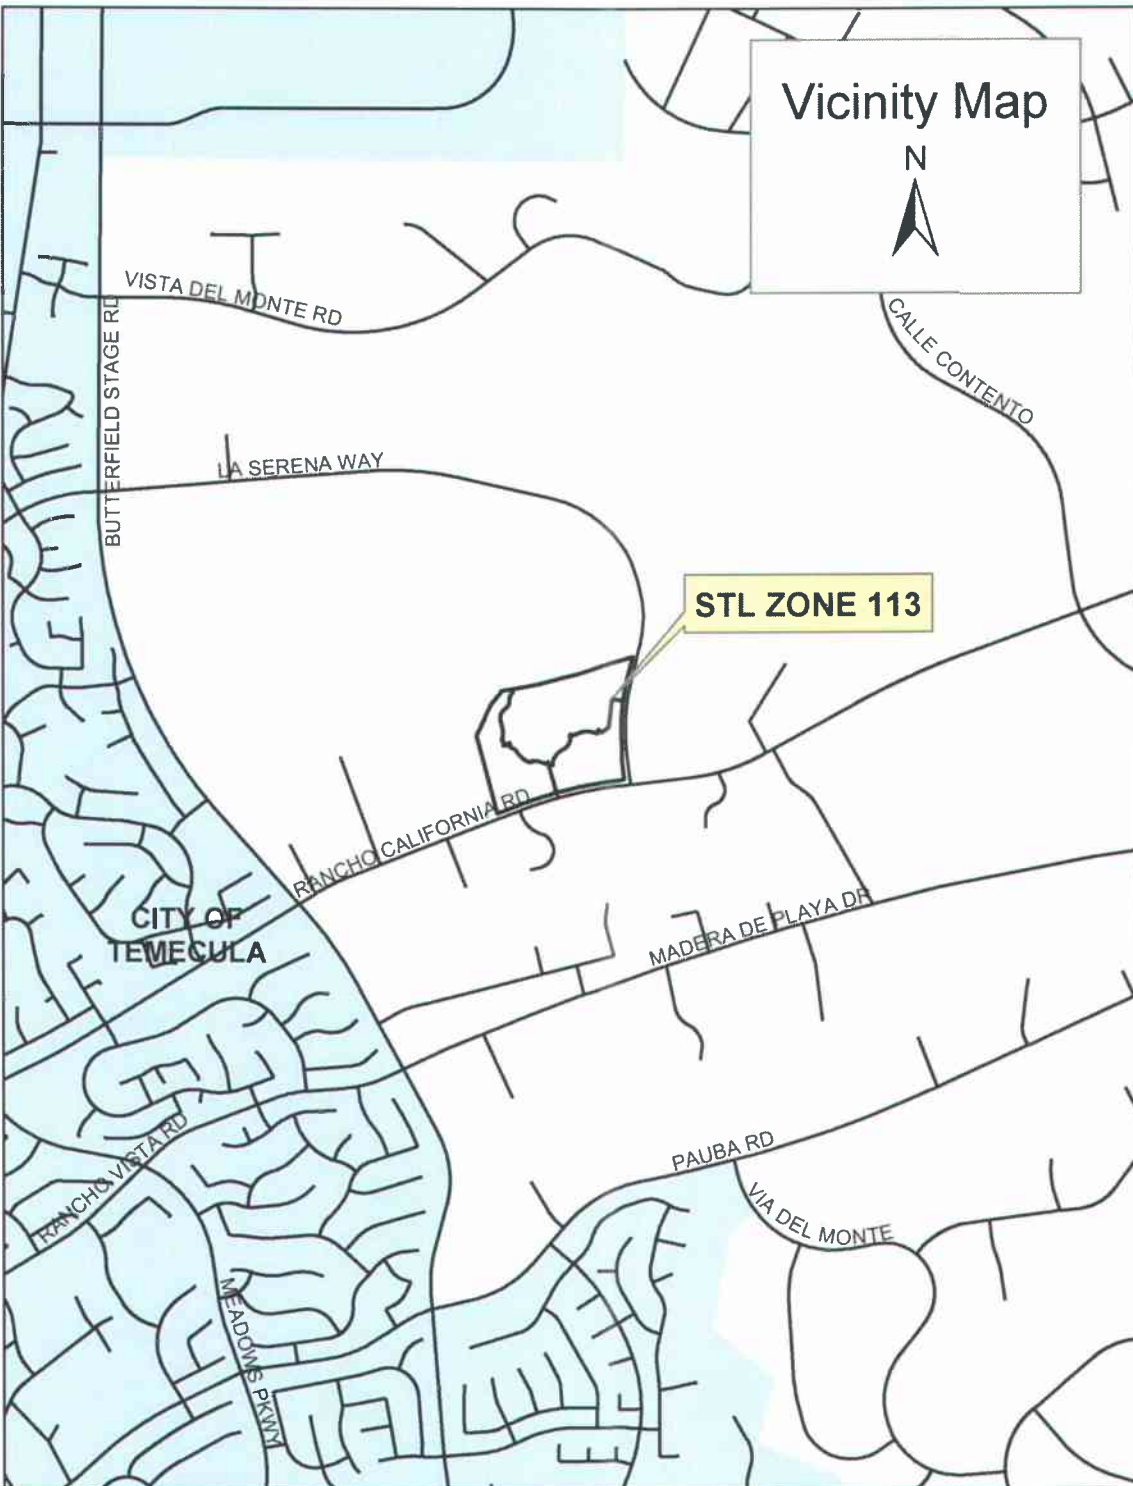 Vicinity Map
N
VISTA DEL MONTE RD
BUTTERFIELD STAGE RD
CALLE CONTENTO
LA SERENA WAY
STL ZONE 113
RANCHO CALIFORNIA RD
CITY OF
TEMECULA
MADERA DE PLAYA DR
RANCHO VISTA RD
PAUBA RD
VIA DEL MONTE
MEADOWS PKWY